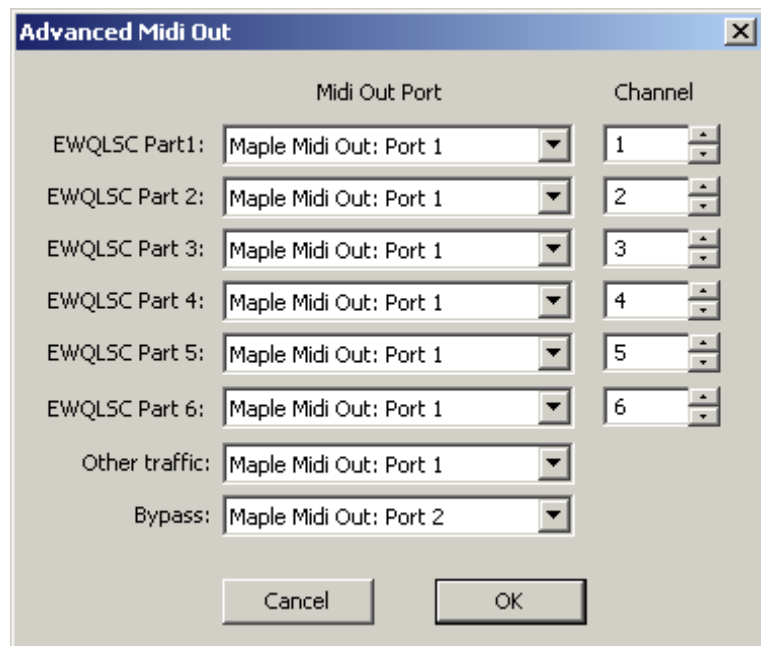 Advanced Midi Out
Midi Out Port Channel
EWQLSC Part1: Maple Midi Out: Port 1 1
EWQLSC Part 2: Maple Midi Out: Port 1 2
EWQLSC Part 3: Maple Midi Out: Port 1 3
EWQLSC Part 4: Maple Midi Out: Port 1 4
EWQLSC Part 5: Maple Midi Out: Port 1 5
EWQLSC Part 6: Maple Midi Out: Port 1 6
Other traffic: Maple Midi Out: Port 1
Bypass: Maple Midi Out: Port 2
Cancel OK